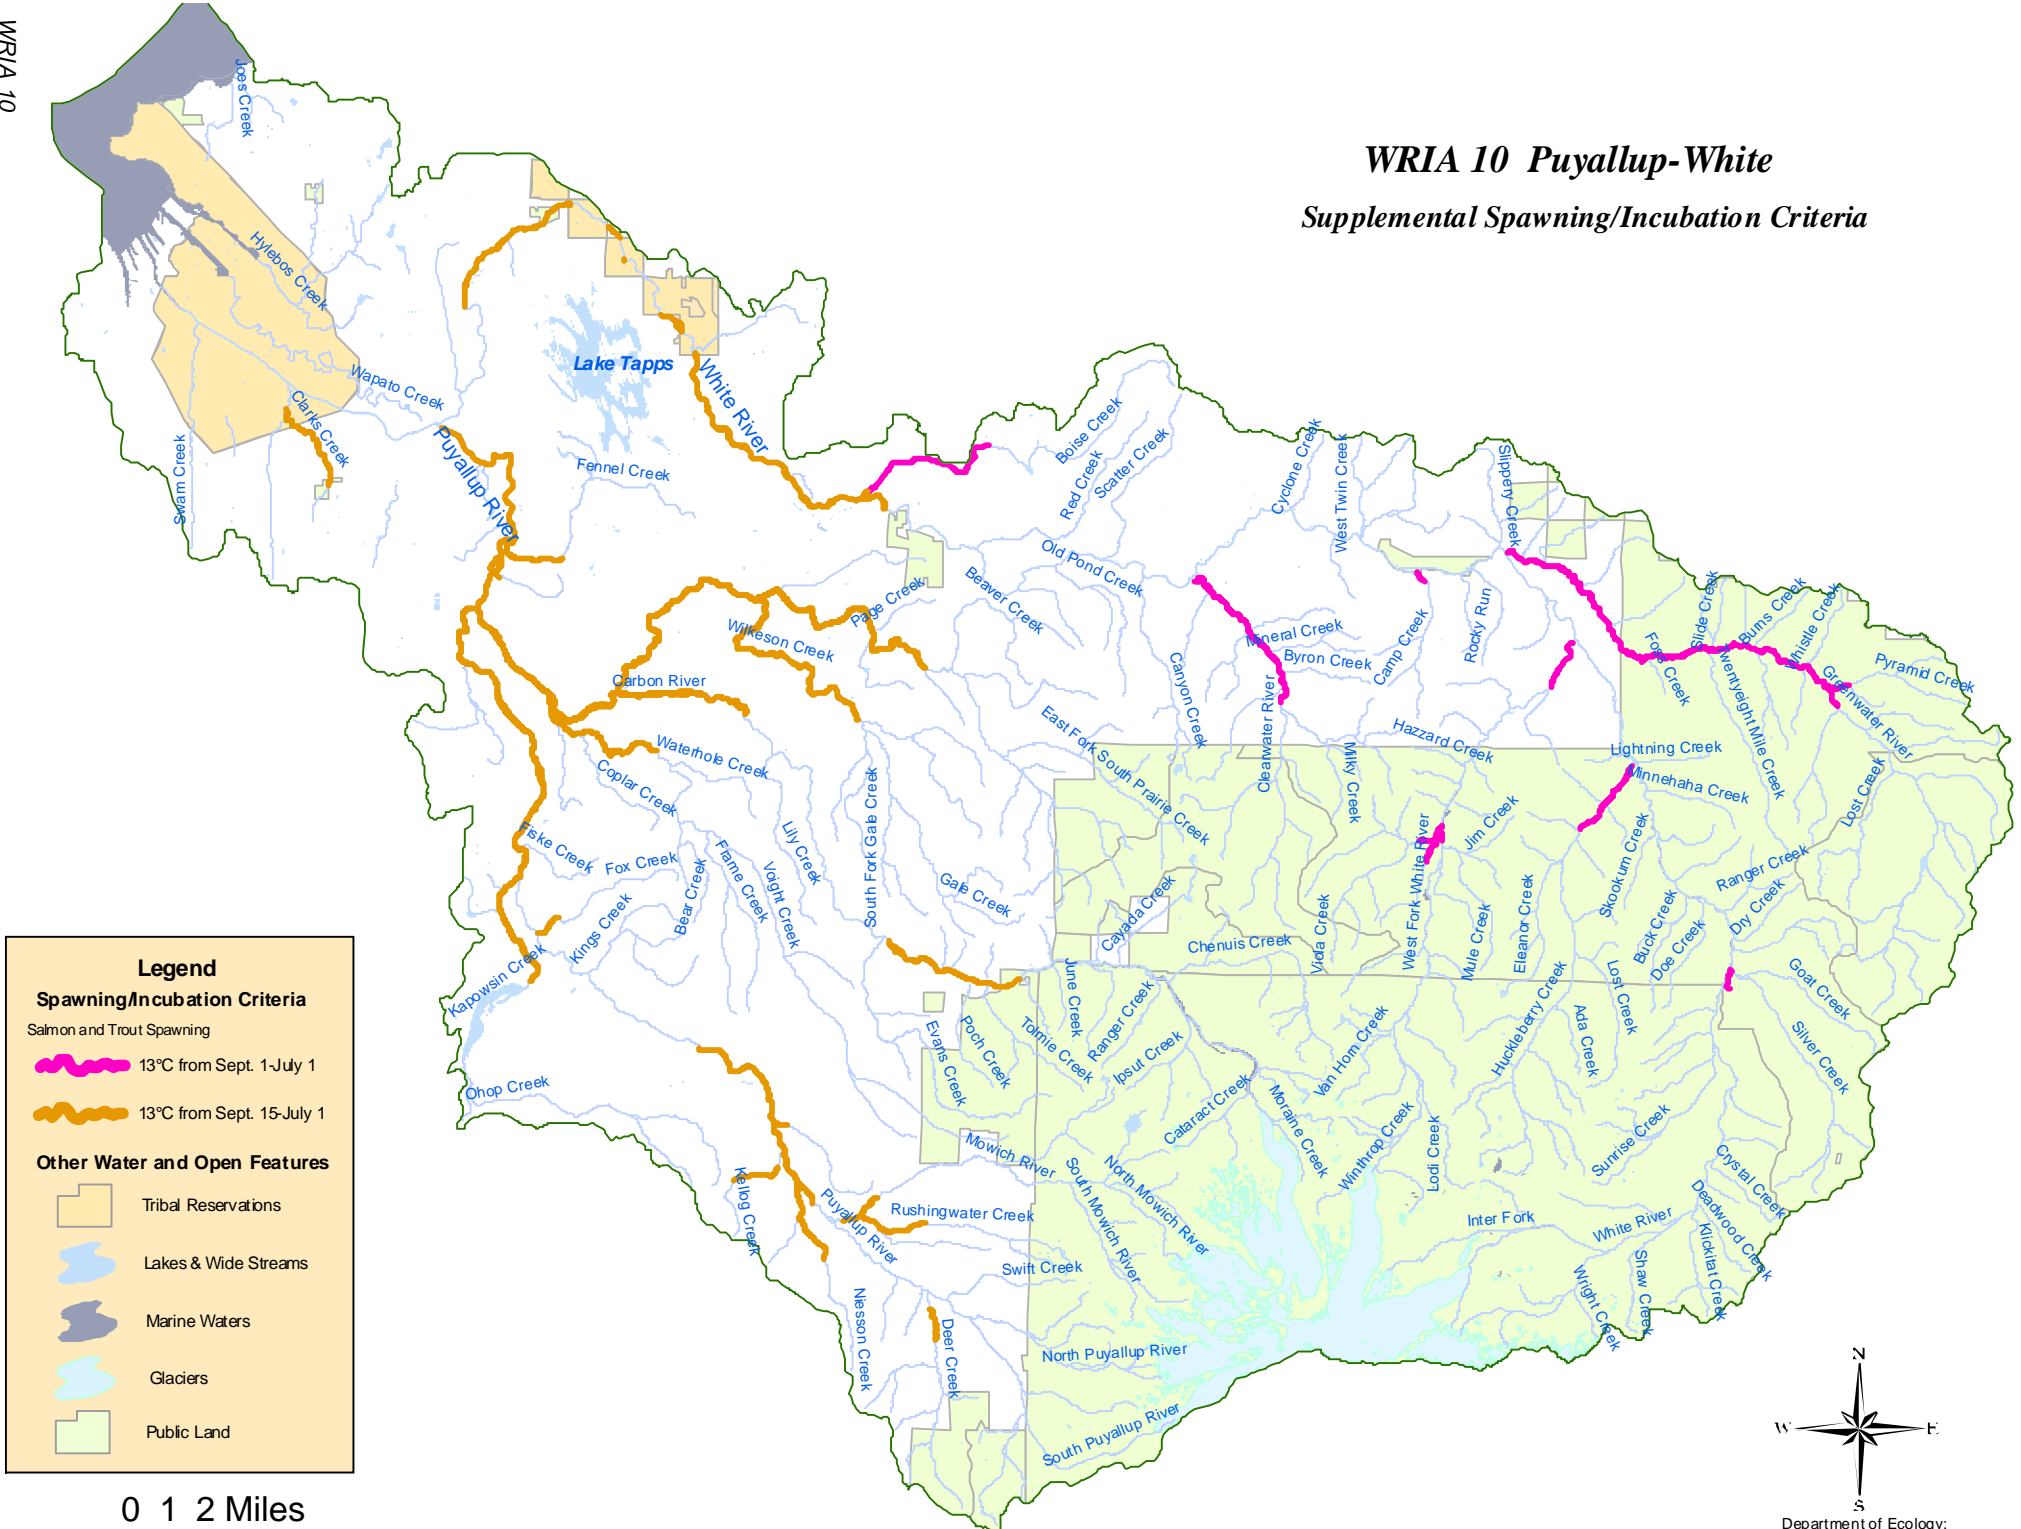 WRIA 10
WRIA 10 Puyallup-White
Supplemental Spawning/Incubation Criteria
Joes Creek
Hylebos Creek
Wapato Creek
Clarks Creek
Swam Creek
Puyallup River
Lake Tapps
White River
Fennel Creek
Boise Creek
Red Creek
Scatter Creek
Cyclone Creek
West Twin Creek
Slippery Creek
Old Pond Creek
Beaver Creek
Page Creek
Wilkeson Creek
Carbon River
Mineral Creek
Byron Creek
Camp Creek
Rocky Run
Canyon Creek
Clearwater River
Foss Creek
Slide Creek
Burns Creek
Whistle Creek
Twentyeight Mile Creek
Pyramid Creek
Greenwater River
Lost Creek
Waterhole Creek
Coplar Creek
East Fork South Prairie Creek
Hazzard Creek
Milky Creek
Lightning Creek
Minnehaha Creek
Fiske Creek
Fox Creek
Kings Creek
Bear Creek
Frame Creek
Voight Creek
Lily Creek
South Fork Gale Creek
Gale Creek
Cayada Creek
Chenuis Creek
Viola Creek
West Fork White River
Jim Creek
Mule Creek
Eleanor Creek
Skookum Creek
Buck Creek
Doe Creek
Ranger Creek
Dry Creek
Kapowsin Creek
Ohop Creek
Evans Creek
Poch Creek
Tolmie Creek
June Creek
Ranger Creek
Ipsut Creek
Cataract Creek
Moraine Creek
Van Horn Creek
Winthrop Creek
Lodi Creek
Huckleberry Creek
Ada Creek
Lost Creek
Goat Creek
Silver Creek
Sunrise Creek
Crystal Creek
Deadwood Creek
Klickitat Creek
Kellog Creek
Puyallup River
Mowich River
South Mowich River
North Mowich River
Rushingwater Creek
Swift Creek
Niesson Creek
Deer Creek
North Puyallup River
South Puyallup River
Inter Fork
White River
Wright Creek
Shaw Creek
Legend
Spawning/Incubation Criteria
Salmon and Trout Spawning
13°C from Sept. 1-July 1
13°C from Sept. 15-July 1
Other Water and Open Features
Tribal Reservations
Lakes & Wide Streams
Marine Waters
Glaciers
Public Land
0 1 2 Miles
N
W E
S
Department of Ecology: